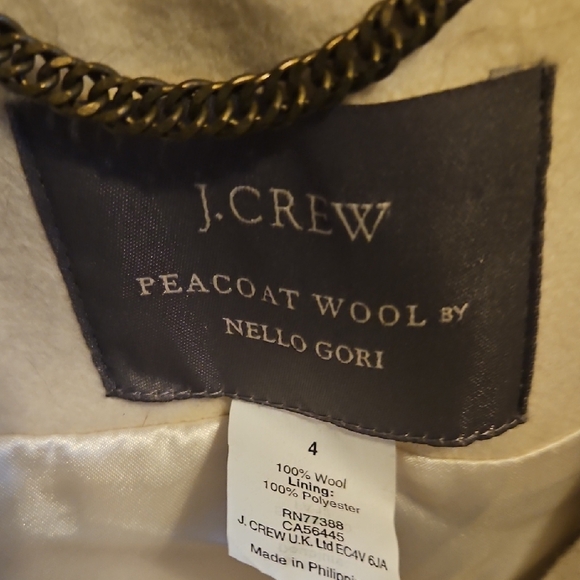 J.CREW
PEACOAT WOOL BY
NELLO GORI
4
100% Wool
Lining:
100% Polyester
RN77388
CA56445
J. CREW U.K. Ltd EC4V 6JA
Made in Philippi